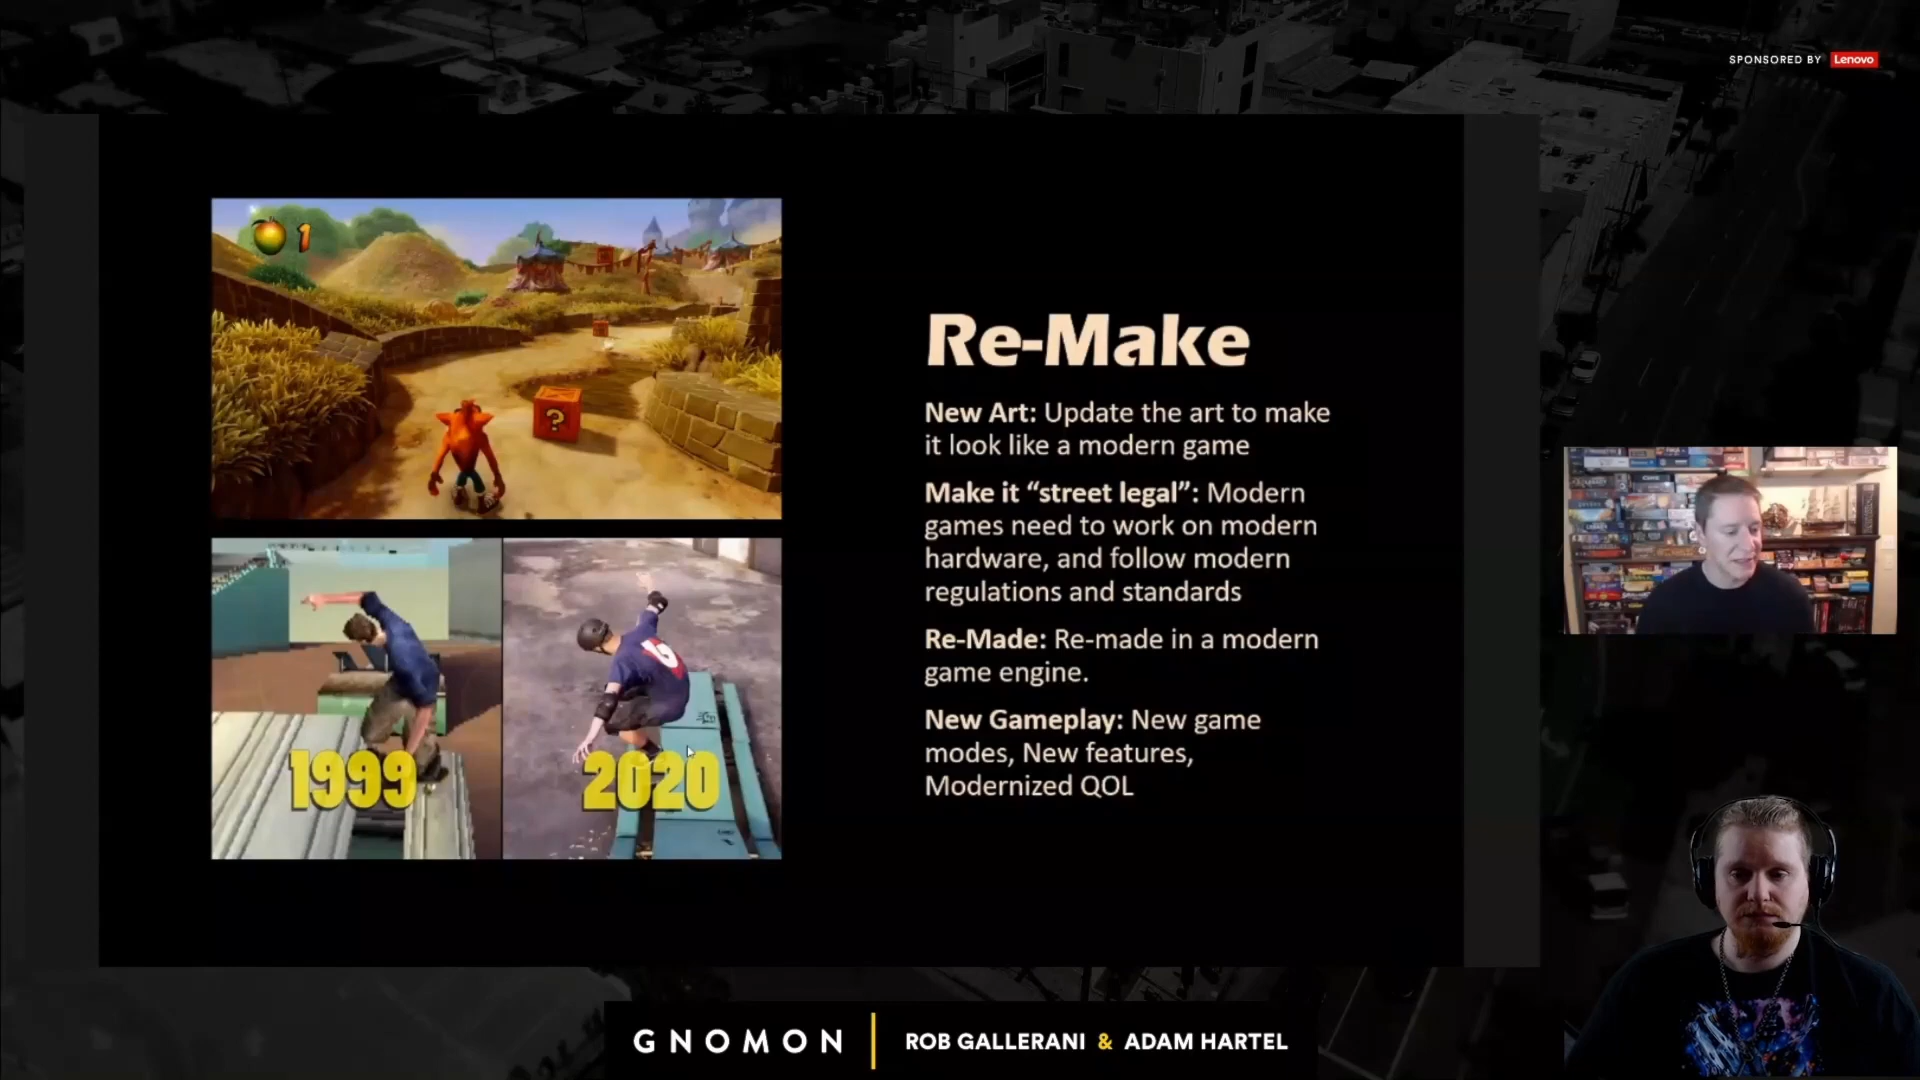 SPONSORED BY Lenovo
1
?
1999
2020
Re-Make
New Art: Update the art to make
it look like a modern game
Make it “street legal”: Modern
games need to work on modern
hardware, and follow modern
regulations and standards
Re-Made: Re-made in a modern
game engine.
New Gameplay: New game
modes, New features,
Modernized QOL
GNOMON
ROB GALLERANI & ADAM HARTEL